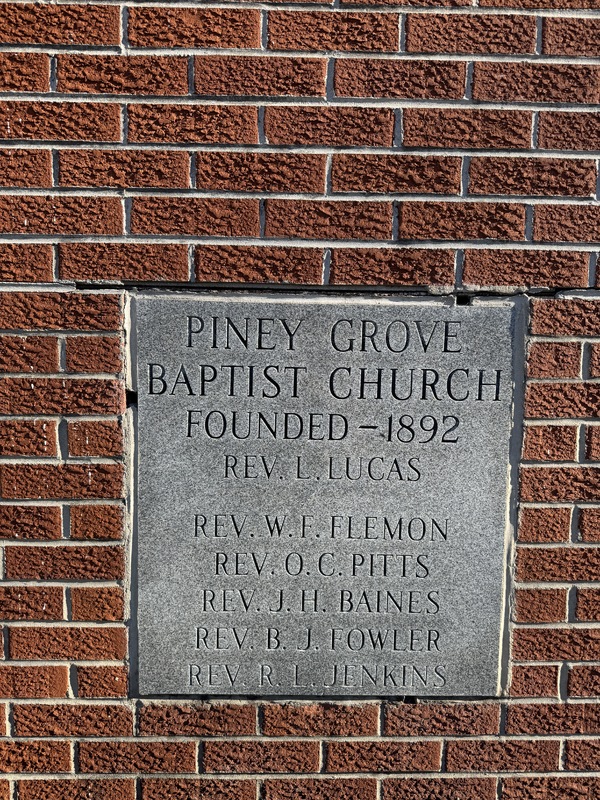 PINEY GROVE
BAPTIST CHURCH
FOUNDED – 1892
REV. L. LUCAS
REV. W. F. FLEMON
REV. O. C. PITTS
REV. J. H. BAINES
REV. B. J. FOWLER
REV. R. L. JENKINS